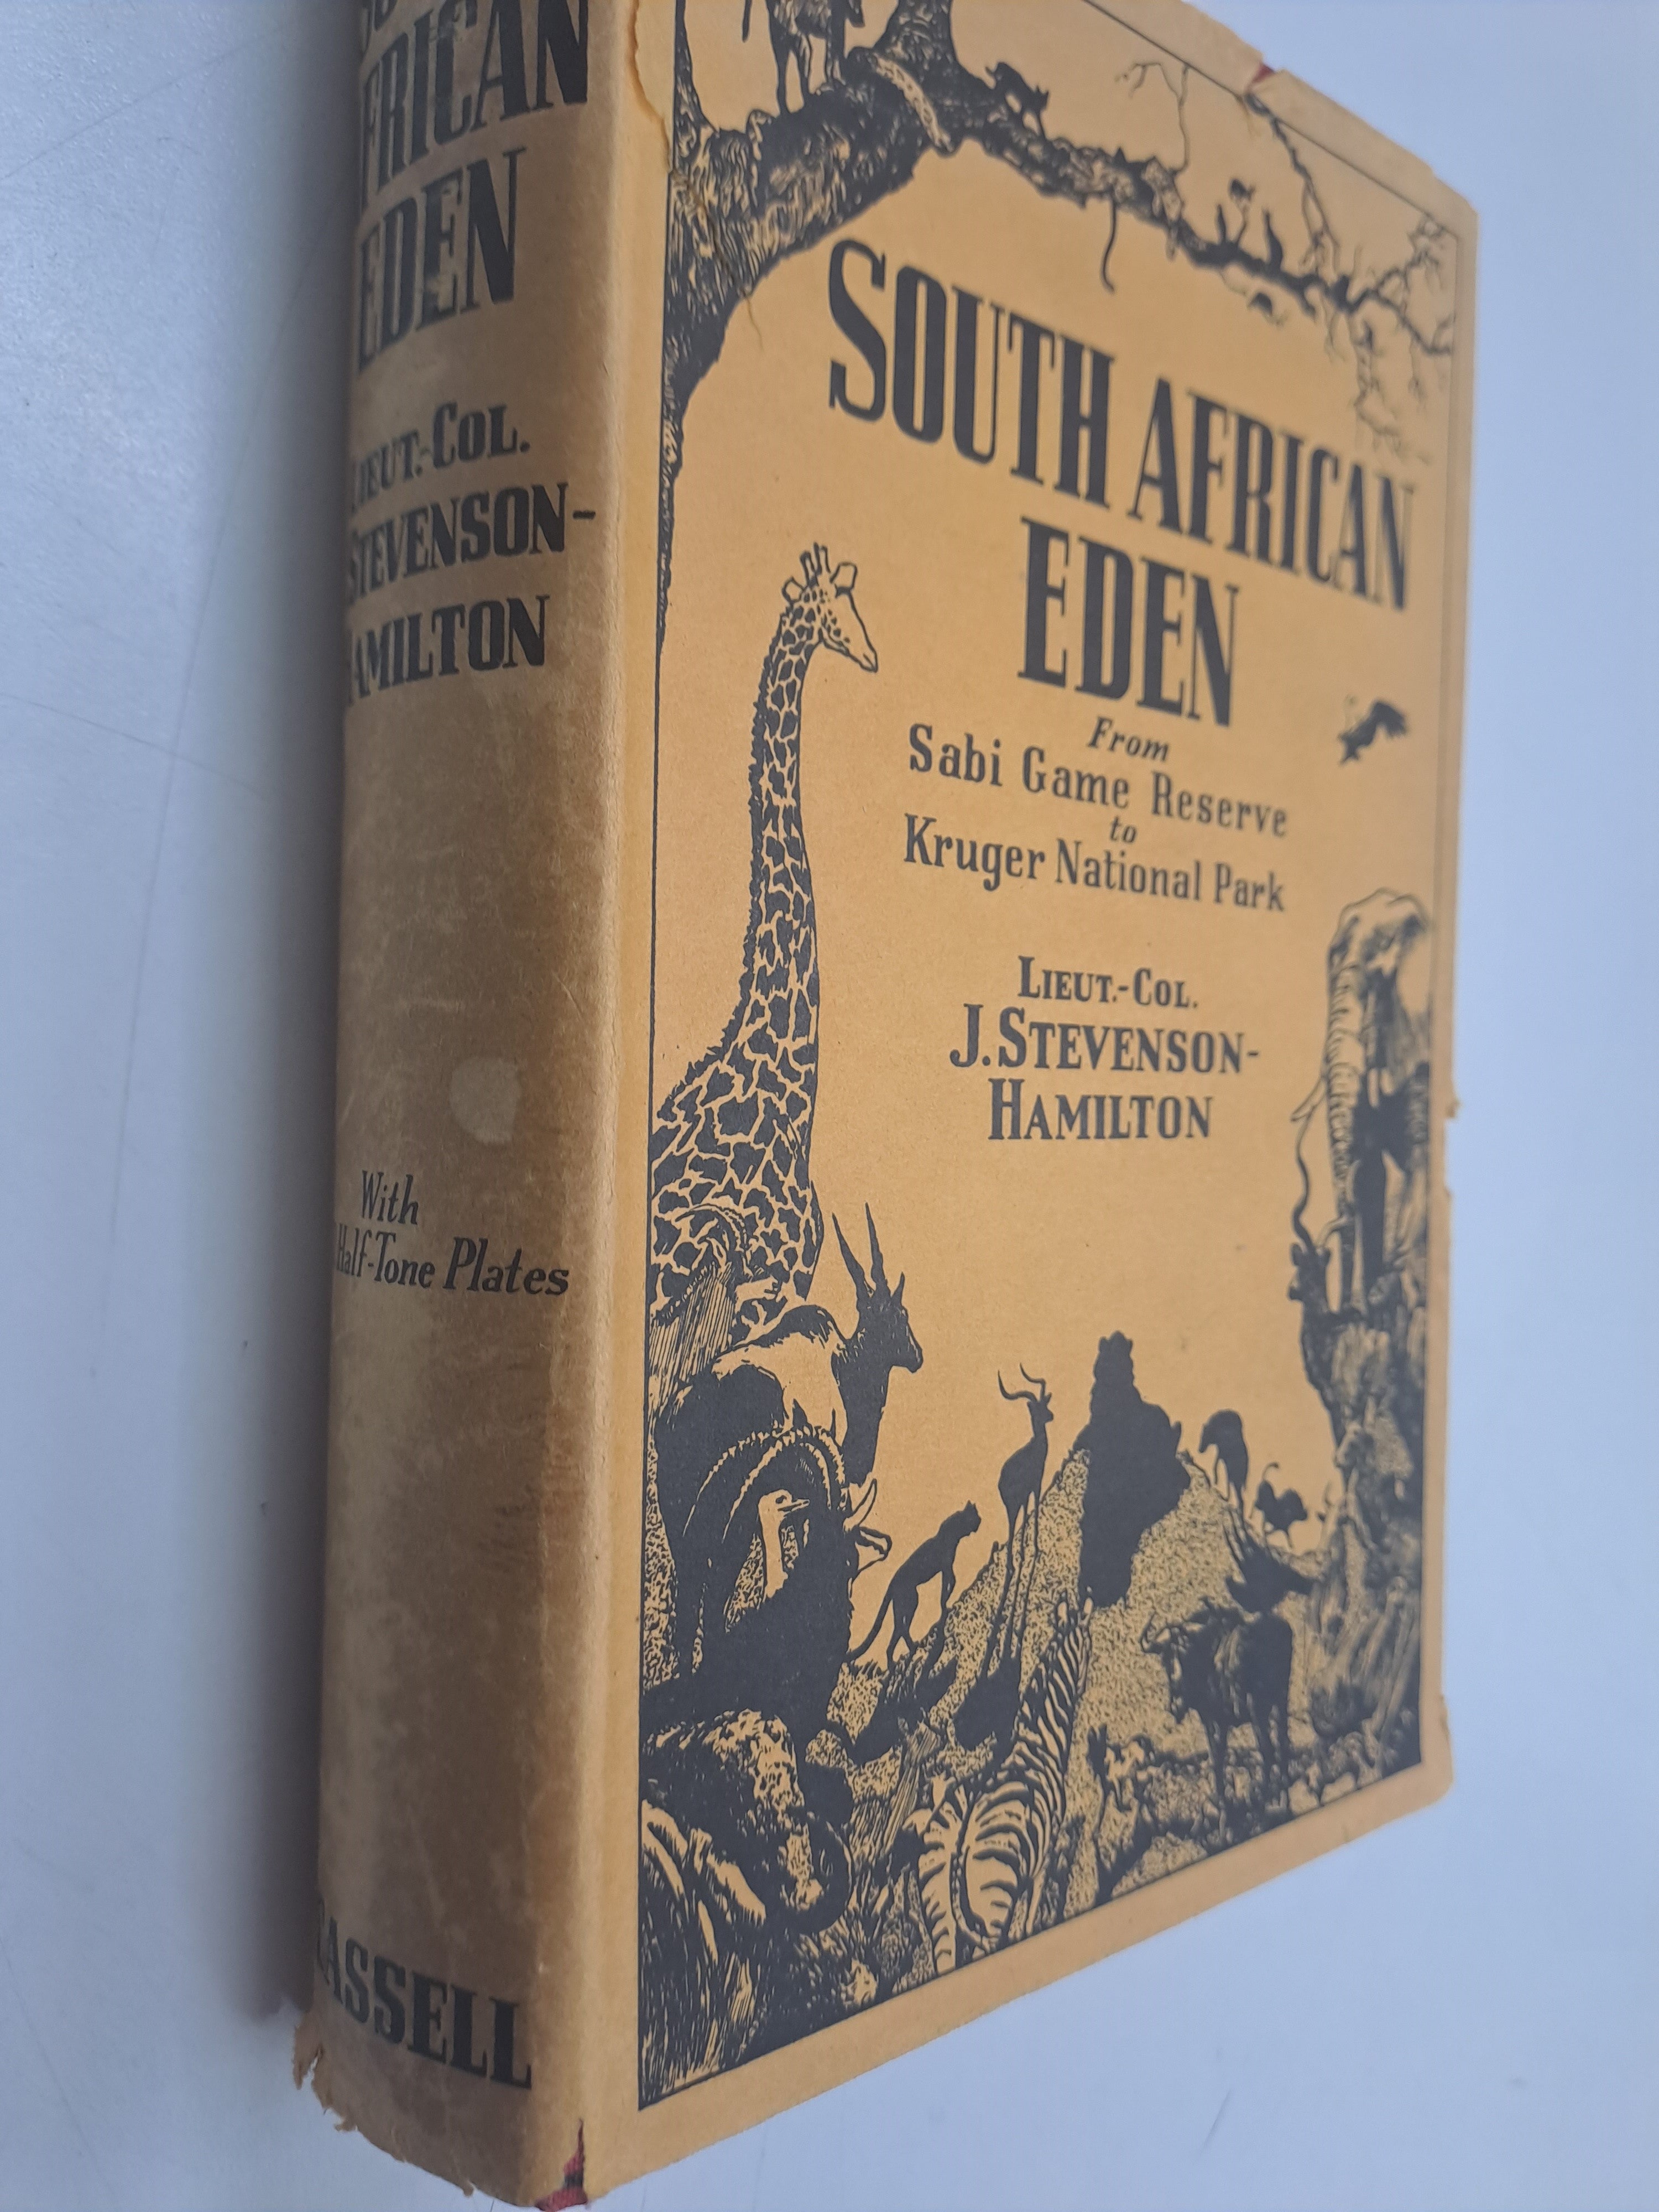 AFRICAN
EDEN
LIEUT.-COL.
STEVENSON-
HAMILTON
With
Half-Tone Plates
CASSELL
SOUTH AFRICAN
EDEN
From
Sabi Game Reserve
to
Kruger National Park
LIEUT.-COL.
J. STEVENSON-
HAMILTON